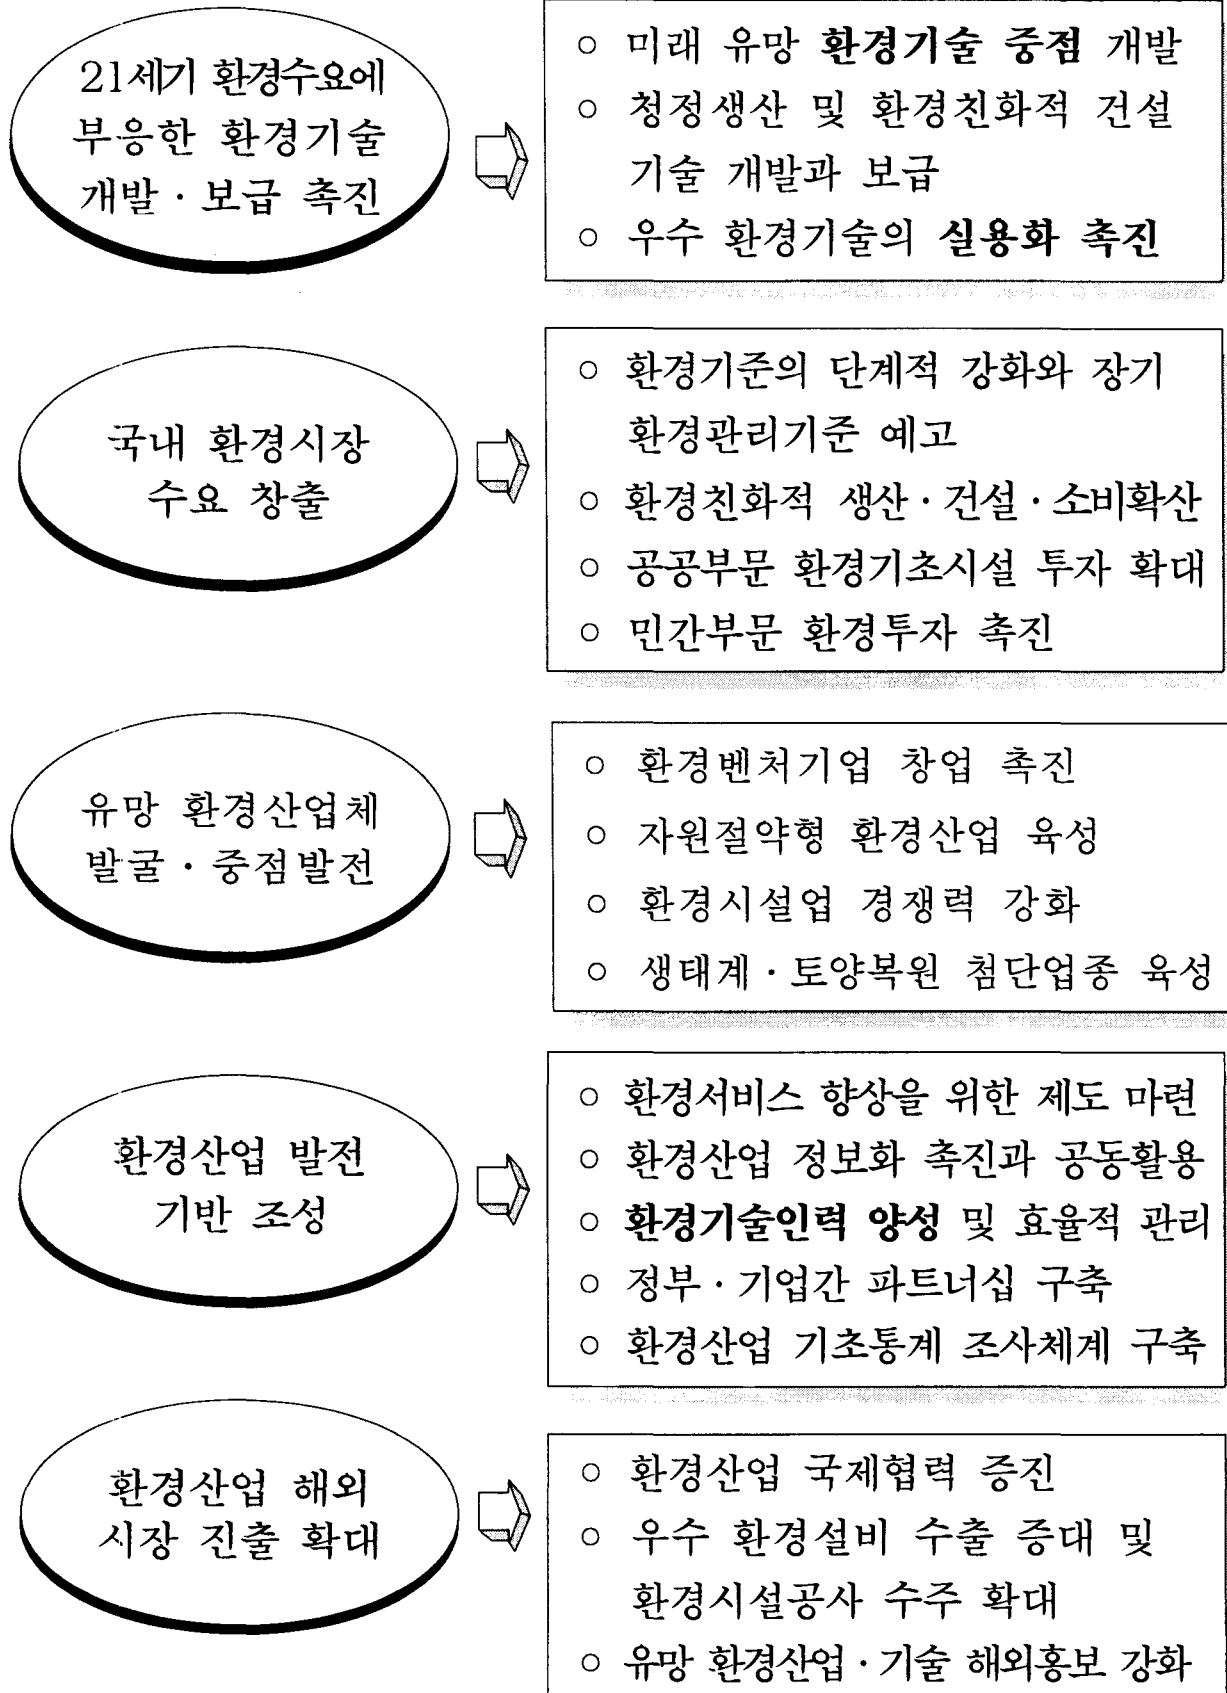 21세기 환경수요에
부응한 환경기술
개발 · 보급 촉진
○ 미래 유망 환경기술 중점 개발
○ 청정생산 및 환경친화적 건설
기술 개발과 보급
○ 우수 환경기술의 실용화 촉진
국내 환경시장
수요 창출
○ 환경기준의 단계적 강화와 장기
환경관리기준 예고
○ 환경친화적 생산 · 건설 · 소비확산
○ 공공부문 환경기초시설 투자 확대
○ 민간부문 환경투자 촉진
유망 환경산업체
발굴 · 중점발전
○ 환경벤처기업 창업 촉진
○ 자원절약형 환경산업 육성
○ 환경시설업 경쟁력 강화
○ 생태계 · 토양복원 첨단업종 육성
환경산업 발전
기반 조성
○ 환경서비스 향상을 위한 제도 마련
○ 환경산업 정보화 촉진과 공동활용
○ 환경기술인력 양성 및 효율적 관리
○ 정부 · 기업간 파트너십 구축
○ 환경산업 기초통계 조사체계 구축
환경산업 해외
시장 진출 확대
○ 환경산업 국제협력 증진
○ 우수 환경설비 수출 증대 및
환경시설공사 수주 확대
○ 유망 환경산업 · 기술 해외홍보 강화